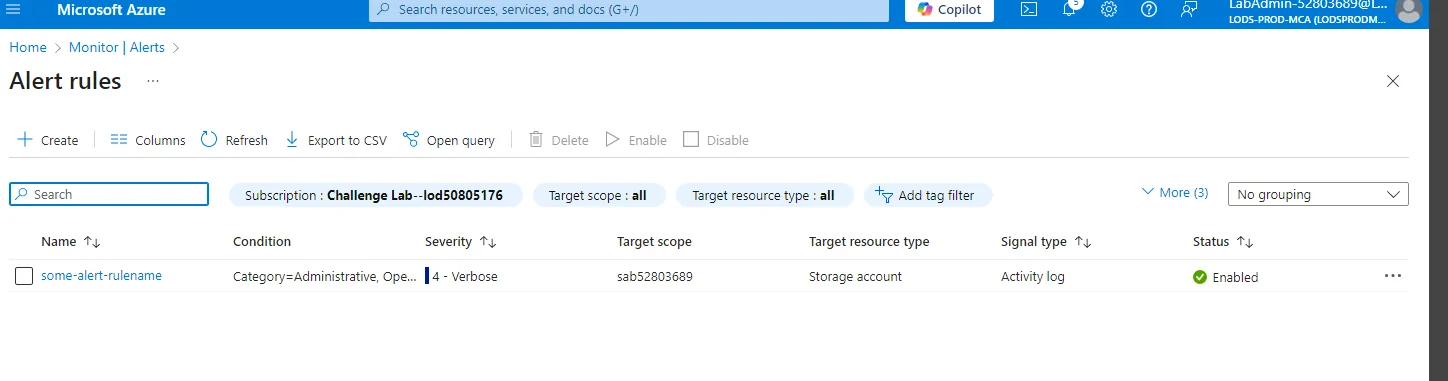 Microsoft Azure
Search resources, services, and docs (G+/)
Copilot
5
LabAdmin-52803689@L...
LODS-PROD-MCA (LODSPRODM...
Home > Monitor | Alerts >
Alert rules ...
Create
Columns
Refresh
Export to CSV
Open query
Delete
Enable
Disable
Search
Subscription : Challenge Lab--lod50805176
Target scope : all
Target resource type : all
Add tag filter
More (3)
No grouping
Name Condition Severity Target scope Target resource type Signal type Status
some-alert-rulename Category=Administrative, Ope... 4 - Verbose sab52803689 Storage account Activity log Enabled ...